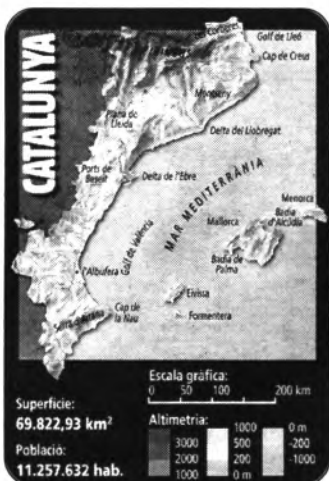 CATALUNYA
Golf de Lleó
Cap de Creus
Montseny
Plana de
Lleida
Delta del Llobregat
Ports de
Beseit
Delta de l'Ebre
MAR MEDITERRÀNIA
Menorca
Mallorca
Badia
d'Alcúdia
Golf de València
Badia de
Palma
l'Albufera
Eivissa
Cap de
la Nau
Formentera
Escala gràfica:
0 50 100 200 km
Superfície:
69.822,93 km²
Població:
11.257.632 hab.
Altimetria:
1000 0 m
3000 500 -200
2000 200 -1000
1000 0 m